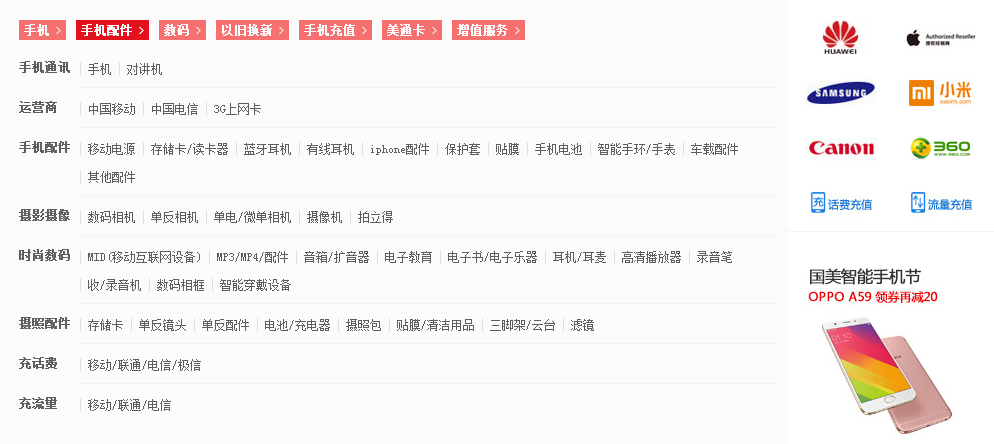 手机 > 手机配件 > 数码 > 以旧换新 > 手机充值 > 美通卡 > 增值服务 >
手机通讯 手机 对讲机
运营商 中国移动 中国电信 3G上网卡
手机配件 移动电源 存储卡/读卡器 蓝牙耳机 有线耳机 iphone配件 保护套 贴膜 手机电池 智能手环/手表 车载配件
其他配件
摄影摄像 数码相机 单反相机 单电/微单相机 摄像机 拍立得
时尚数码 MID(移动互联网设备) MP3/MP4/配件 音箱/扩音器 电子教育 电子书/电子乐器 耳机/耳麦 高清播放器 录音笔
收/录音机 数码相框 智能穿戴设备
摄照配件 存储卡 单反镜头 单反配件 电池/充电器 摄照包 贴膜/清洁用品 三脚架/云台 滤镜
充话费 移动/联通/电信/极信
充流量 移动/联通/电信
HUAWEI
Authorized Reseller
授权经销商
SAMSUNG
mi 小米
xiaomi.com
Canon
360
www.360.com
充 话费充值
流量充值
国美智能手机节
OPPO A59 领券再减20